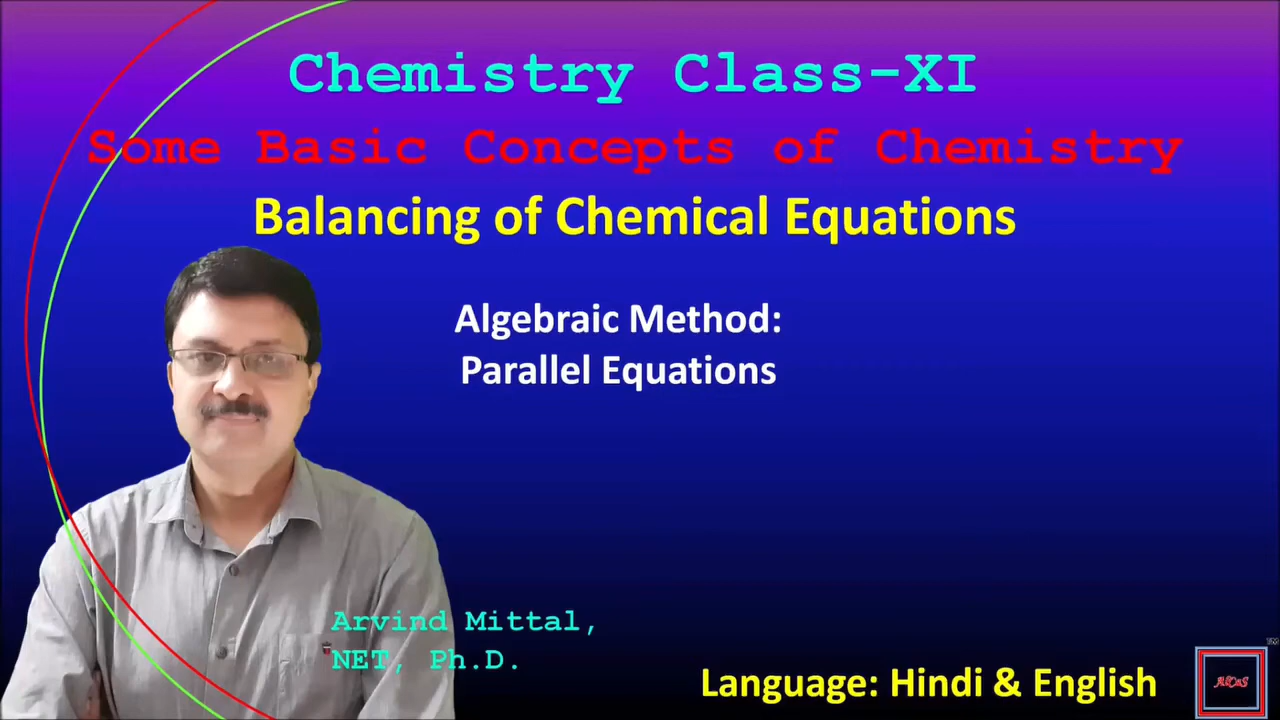 Chemistry Class-XI
Some Basic Concepts of Chemistry
Balancing of Chemical Equations
Algebraic Method:
Parallel Equations
Arvind Mittal,
NET, Ph.D.
Language: Hindi & English
TM